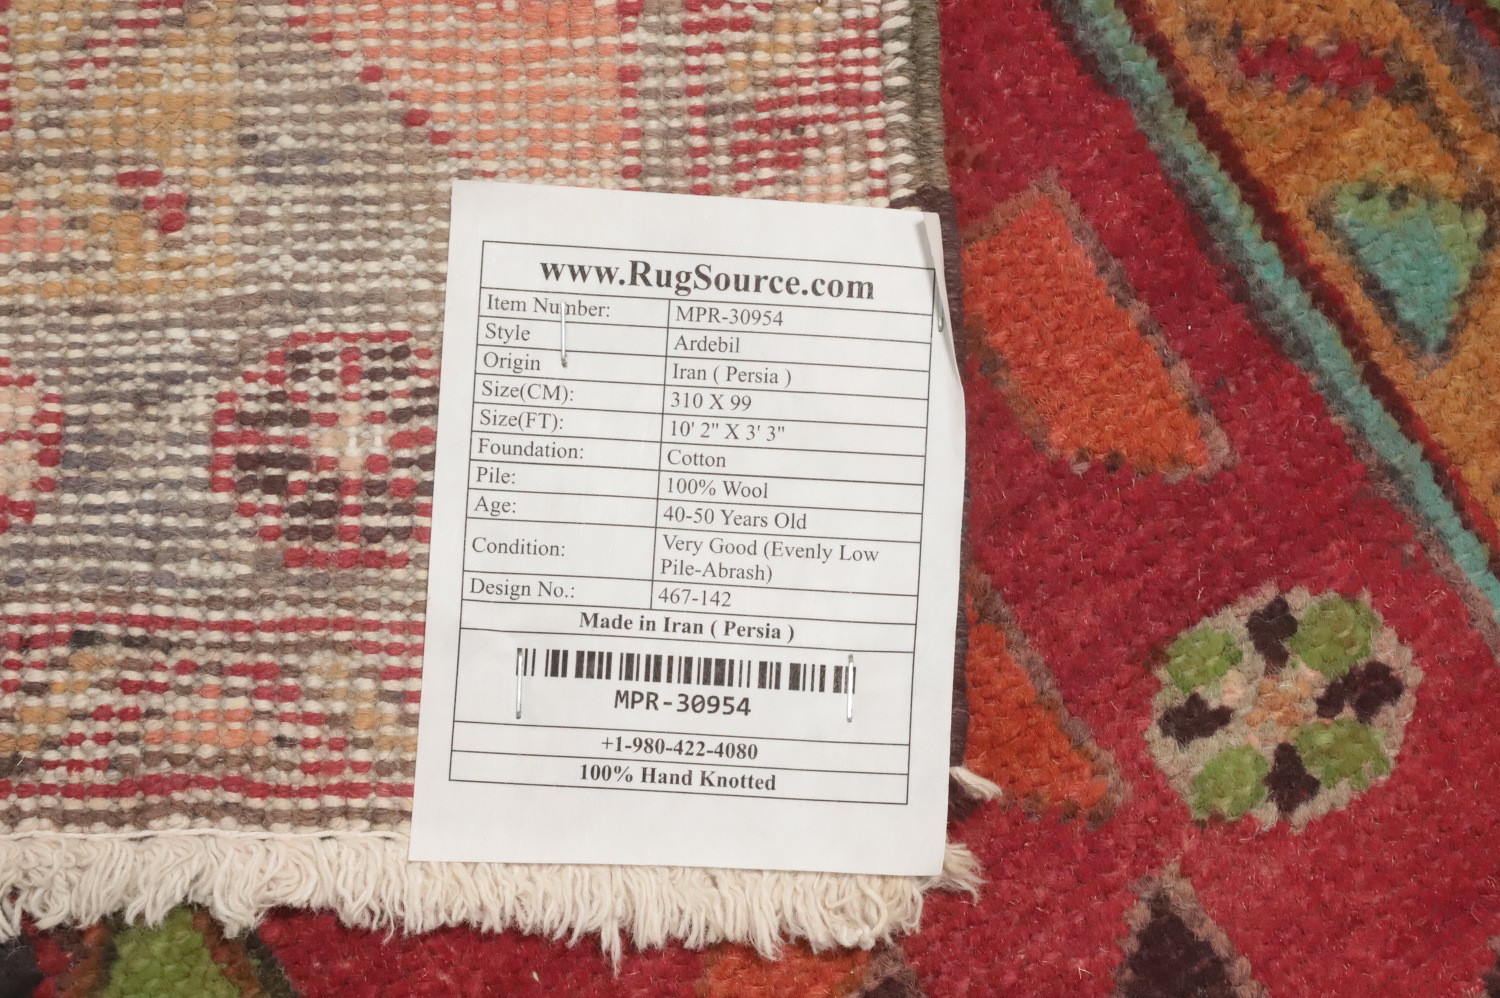 www.RugSource.com
Item Number: MPR-30954
Style Ardebil
Origin Iran ( Persia )
Size(CM): 310 X 99
Size(FT): 10' 2" X 3' 3"
Foundation: Cotton
Pile: 100% Wool
Age: 40-50 Years Old
Condition: Very Good (Evenly Low
Pile-Abrash)
Design No.: 467-142
Made in Iran ( Persia )
MPR-30954
+1-980-422-4080
100% Hand Knotted